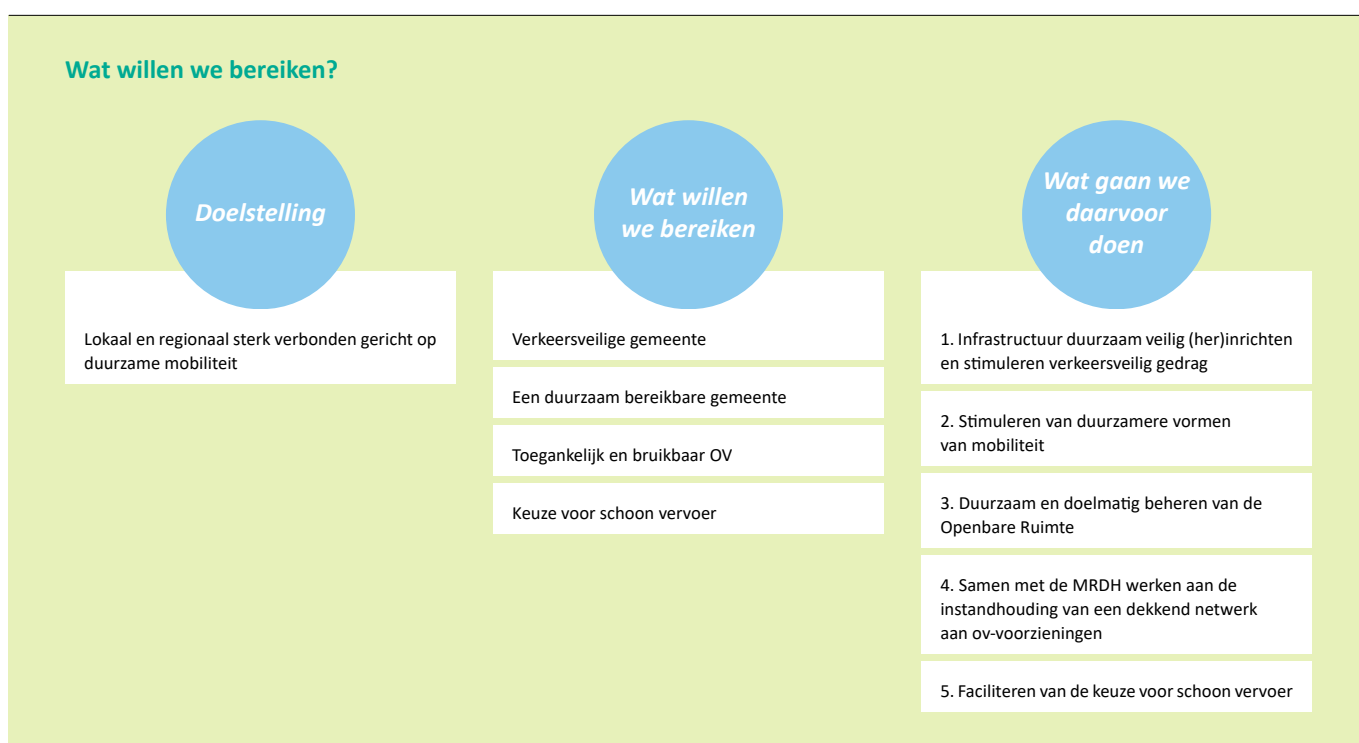 Wat willen we bereiken?
Doelstelling
Lokaal en regionaal sterk verbonden gericht op
duurzame mobiliteit
Wat willen
we bereiken
Verkeersveilige gemeente
Een duurzaam bereikbare gemeente
Toegankelijk en bruikbaar OV
Keuze voor schoon vervoer
Wat gaan we
daarvoor
doen
1. Infrastructuur duurzaam veilig (her)inrichten
en stimuleren verkeersveilig gedrag
2. Stimuleren van duurzamere vormen
van mobiliteit
3. Duurzaam en doelmatig beheren van de
Openbare Ruimte
4. Samen met de MRDH werken aan de
instandhouding van een dekkend netwerk
aan ov-voorzieningen
5. Faciliteren van de keuze voor schoon vervoer